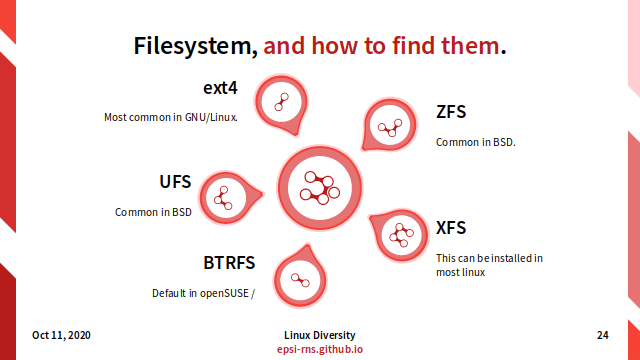 Filesystem, and how to find them.
ext4
Most common in GNU/Linux.
ZFS
Common in BSD.
UFS
Common in BSD
XFS
This can be installed in
most linux
BTRFS
Default in openSUSE /
Oct 11, 2020
Linux Diversity
epsi-rns.github.io
24